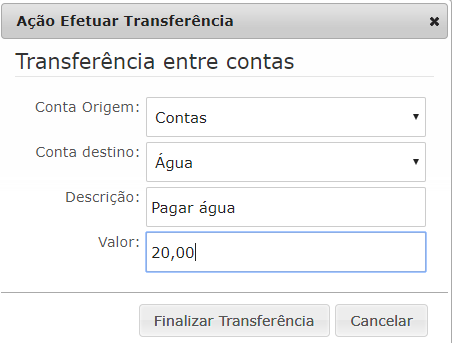 Ação Efetuar Transferência
Transferência entre contas
Conta Origem: Contas
Conta destino: Água
Descrição: Pagar água
Valor: 20,00
Finalizar Transferência Cancelar